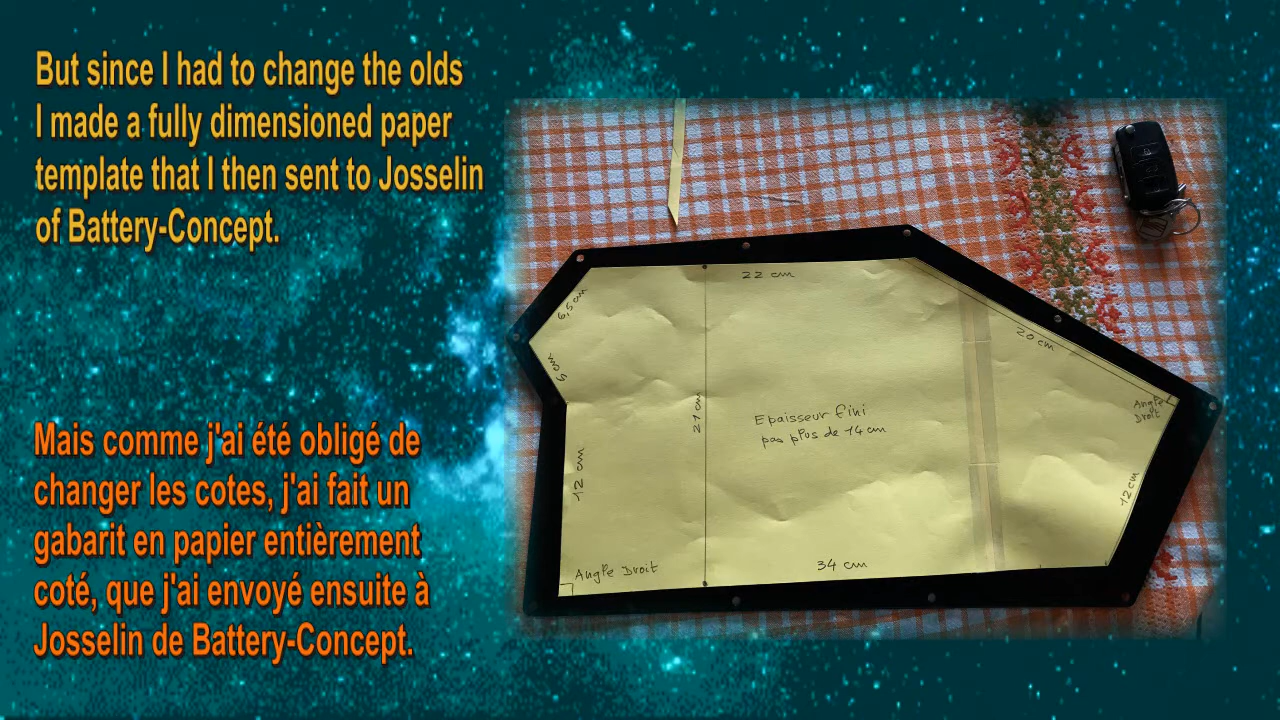 But since I had to change the olds
I made a fully dimensioned paper
template that I then sent to Josselin
of Battery-Concept.
Mais comme j'ai été obligé de
changer les cotes, j'ai fait un
gabarit en papier entièrement
coté, que j'ai envoyé ensuite à
Josselin de Battery-Concept.
22 cm
6,5 cm
20 cm
5 cm
21 cm
Angle
Droit
Epaisseur fini
pas plus de 14 cm
12 cm
12 cm
34 cm
Angle Droit